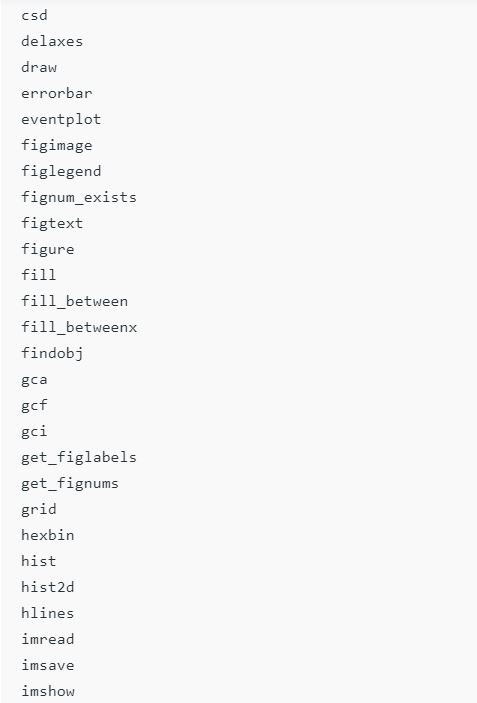 csd
delaxes
draw
errorbar
eventplot
figimage
figlegend
fignum_exists
figtext
figure
fill
fill_between
fill_betweenx
findobj
gca
gcf
gci
get_figlabels
get_fignums
grid
hexbin
hist
hist2d
hlines
imread
imsave
imshow